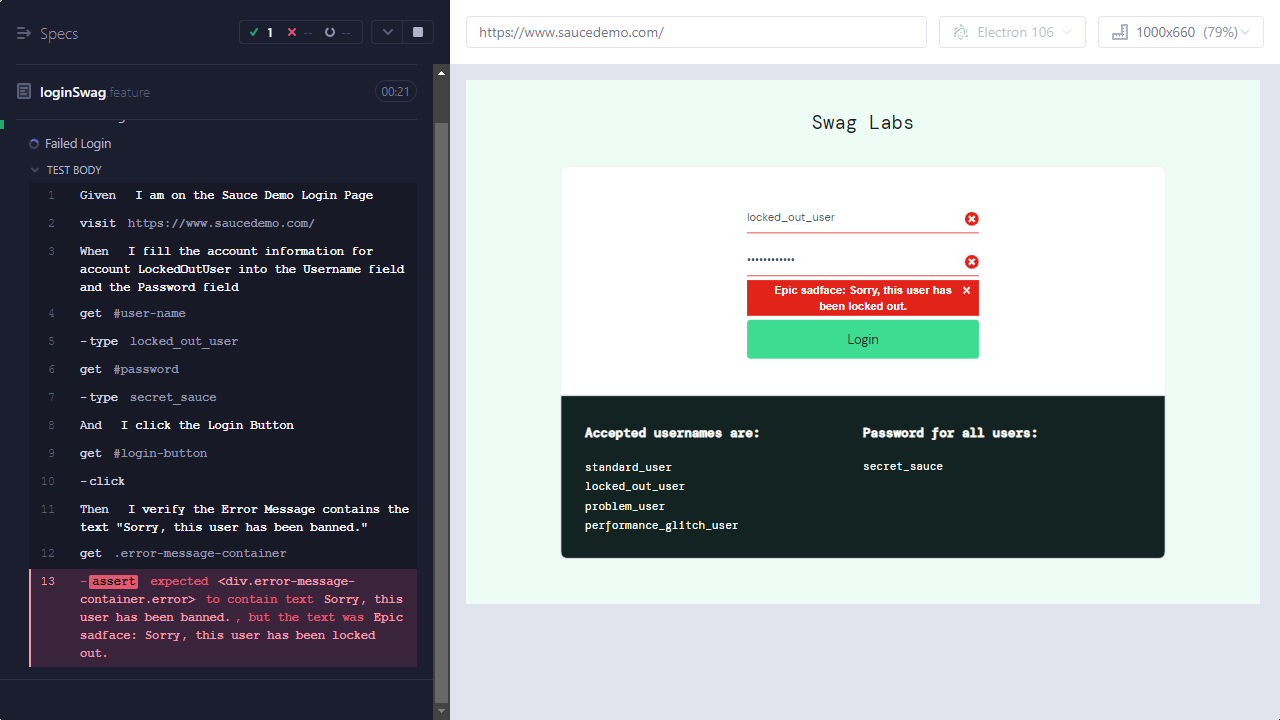 Specs
1
--
--
loginSwag.feature
00:21
Failed Login
TEST BODY
1 Given I am on the Sauce Demo Login Page
2 visit https://www.saucedemo.com/
3 When I fill the account information for
account LockedOutUser into the Username field
and the Password field
4 get #user-name
5 -type locked_out_user
6 get #password
7 -type secret_sauce
8 And I click the Login Button
9 get #login-button
10 -click
11 Then I verify the Error Message contains the
text "Sorry, this user has been banned."
12 get .error-message-container
13 -assert expected <div.error-message-
container.error> to contain text Sorry, this
user has been banned., but the text was Epic
sadface: Sorry, this user has been locked
out.
https://www.saucedemo.com/
Electron 106
1000x660 (79%)
Swag Labs
locked_out_user
••••••••••••
Epic sadface: Sorry, this user has
been locked out.
Login
Accepted usernames are:
standard_user
locked_out_user
problem_user
performance_glitch_user
Password for all users:
secret_sauce